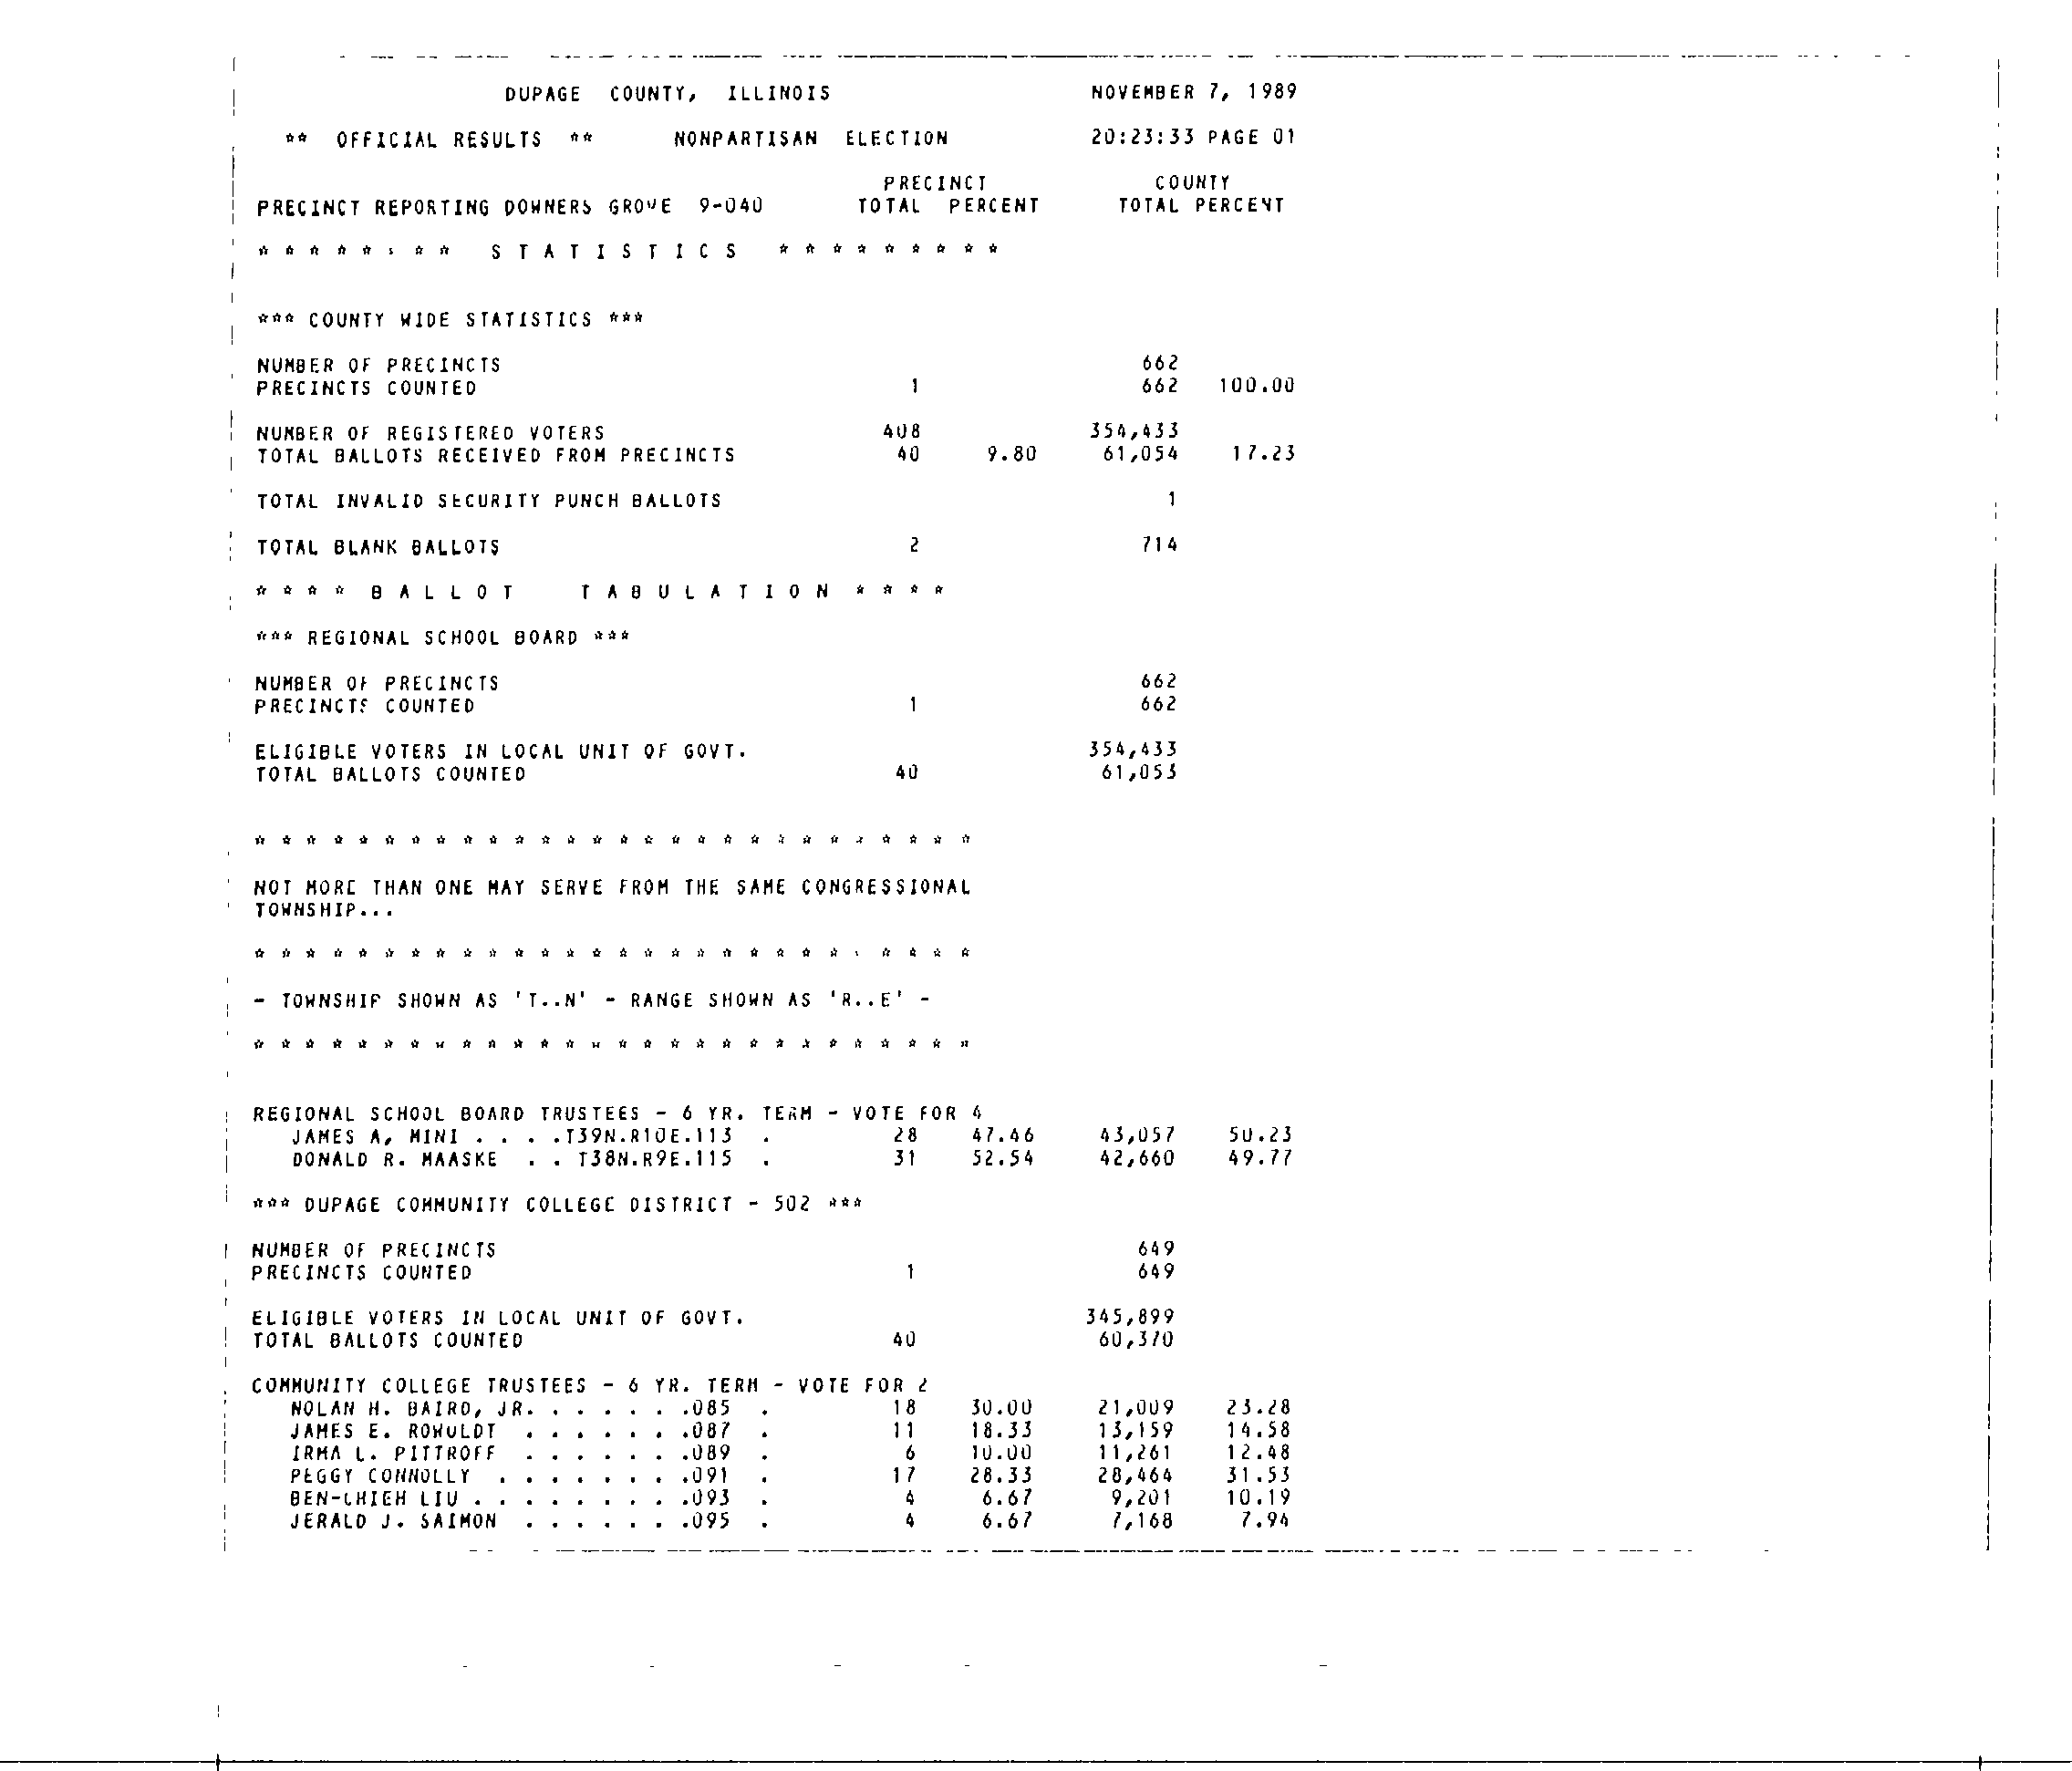 DUPAGE COUNTY, ILLINOIS NOVEMBER 7, 1989
** OFFICIAL RESULTS ** NONPARTISAN ELECTION 20:23:33 PAGE 01
PRECINCT COUNTY
PRECINCT REPORTING DOWNERS GROVE 9-040 TOTAL PERCENT TOTAL PERCENT
* * * * * * * * S T A T I S T I C S * * * * * * * * *
*** COUNTY WIDE STATISTICS ***
NUMBER OF PRECINCTS 662
PRECINCTS COUNTED 1 662 100.00
NUMBER OF REGISTERED VOTERS 408 354,433
TOTAL BALLOTS RECEIVED FROM PRECINCTS 40 9.80 61,054 17.23
TOTAL INVALID SECURITY PUNCH BALLOTS 1
TOTAL BLANK BALLOTS 2 714
* * * * B A L L O T T A B U L A T I O N * * * *
*** REGIONAL SCHOOL BOARD ***
NUMBER OF PRECINCTS 662
PRECINCTS COUNTED 1 662
ELIGIBLE VOTERS IN LOCAL UNIT OF GOVT. 354,433
TOTAL BALLOTS COUNTED 40 61,053
* * * * * * * * * * * * * * * * * * * * * * * * * * * *
NOT MORE THAN ONE MAY SERVE FROM THE SAME CONGRESSIONAL
TOWNSHIP...
* * * * * * * * * * * * * * * * * * * * * * * * * * * *
- TOWNSHIP SHOWN AS 'T..N' - RANGE SHOWN AS 'R..E' -
* * * * * * * * * * * * * * * * * * * * * * * * * * * *
REGIONAL SCHOOL BOARD TRUSTEES - 6 YR. TERM - VOTE FOR 4
JAMES A, MINI . . . .T39N.R10E.113 . 28 47.46 43,057 50.23
DONALD R. MAASKE . . T38N.R9E.115 . 31 52.54 42,660 49.77
*** DUPAGE COMMUNITY COLLEGE DISTRICT - 502 ***
NUMBER OF PRECINCTS 649
PRECINCTS COUNTED 1 649
ELIGIBLE VOTERS IN LOCAL UNIT OF GOVT. 345,899
TOTAL BALLOTS COUNTED 40 60,370
COMMUNITY COLLEGE TRUSTEES - 6 YR. TERM - VOTE FOR 2
NOLAN H. BAIRD, JR. . . . . . .085 . 18 30.00 21,009 23.28
JAMES E. ROWULDT . . . . . . .087 . 11 18.33 13,159 14.58
IRMA L. PITTROFF . . . . . . .089 . 6 10.00 11,261 12.48
PEGGY CONNOLLY . . . . . . . .091 . 17 28.33 28,464 31.53
BEN-CHIEH LIU . . . . . . . . .093 . 4 6.67 9,201 10.19
JERALD J. SAIMON . . . . . . .095 . 4 6.67 7,168 7.94